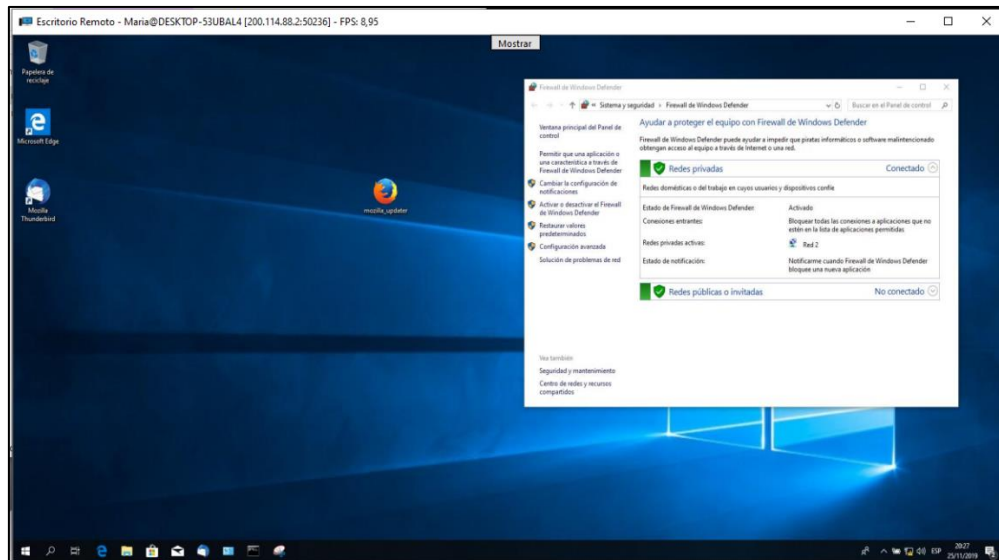 Escritorio Remoto - Maria@DESKTOP-53UBAL4 [200.114.88.2:50236] - FPS: 8,95
Mostrar
Papelera de
reciclaje
Microsoft Edge
Mozilla
Thunderbird
mozilla_updater
Firewall de Windows Defender
Sistema y seguridad > Firewall de Windows Defender
Buscar en el Panel de control
Ventana principal del Panel de
control
Permitir que una aplicación o
una característica a través de
Firewall de Windows Defender
Cambiar la configuración de
notificaciones
Activar o desactivar el Firewall
de Windows Defender
Restaurar valores
predeterminados
Configuración avanzada
Solución de problemas de red
Vea también
Seguridad y mantenimiento
Centro de redes y recursos
compartidos
Ayudar a proteger el equipo con Firewall de Windows Defender
Firewall de Windows Defender puede ayudar a impedir que piratas informáticos o software malintencionado
obtengan acceso al equipo a través de Internet o una red.
Redes privadas
Conectado
Redes domésticas o del trabajo en cuyos usuarios y dispositivos confía
Estado de Firewall de Windows Defender:
Activado
Conexiones entrantes:
Bloquear todas las conexiones a aplicaciones que no
estén en la lista de aplicaciones permitidas
Redes privadas activas:
Red 2
Estado de notificación:
Notificarme cuando Firewall de Windows Defender
bloquee una nueva aplicación
Redes públicas o invitadas
No conectado
ESP
20:27
25/11/2019